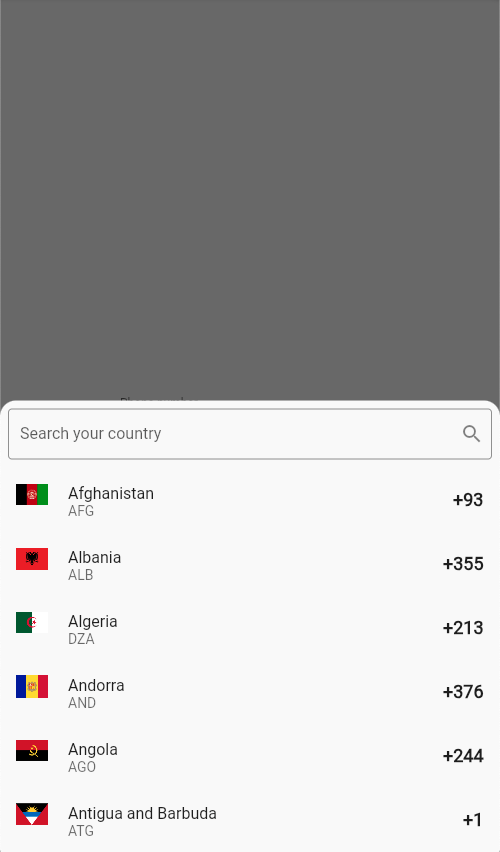 Search your country
Afghanistan
AFG
+93
Albania
ALB
+355
Algeria
DZA
+213
Andorra
AND
+376
Angola
AGO
+244
Antigua and Barbuda
ATG
+1